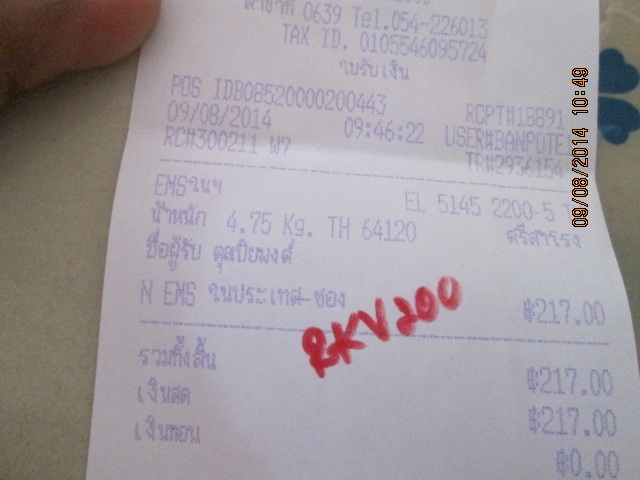 สาขาที่ 0639 Tel.054-226013
TAX ID. 0105546095724
ใบรับเงิน
POS IDB08520000200443 RCPT#18891
09/08/2014 09:46:22 USER#BANPOTE
RC#300211 W7 TR#2936154
EMSในฯ EL 5145 2200 5
น้ำหนัก 4.75 Kg. TH 64120 ศรีสำโรง
ชื่อผู้รับ คุณปิยพงศ์
N EMS ในประเทศ-ซอง ฿217.00
RKV200
รวมทั้งสิ้น ฿217.00
เงินสด ฿217.00
เงินทอน ฿0.00
09/08/2014 10:49